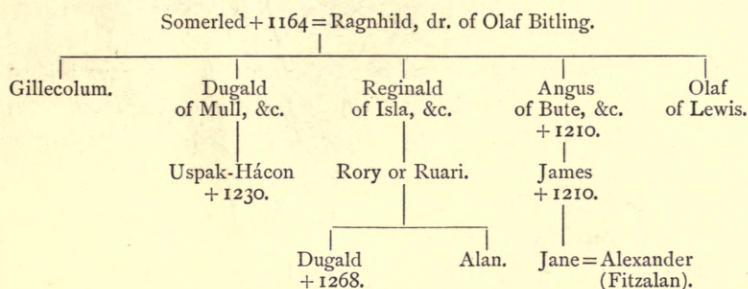 Somerled + 1164 = Ragnhild, dr. of Olaf Bitling.
Gillecolum. Dugald Reginald Angus Olaf
of Mull, &c. of Isla, &c. of Bute, &c. of Lewis.
+ 1210.
Uspak-Hácon Rory or Ruari. James
+ 1230. + 1210.
Dugald Alan. Jane = Alexander
+ 1268. (Fitzalan).